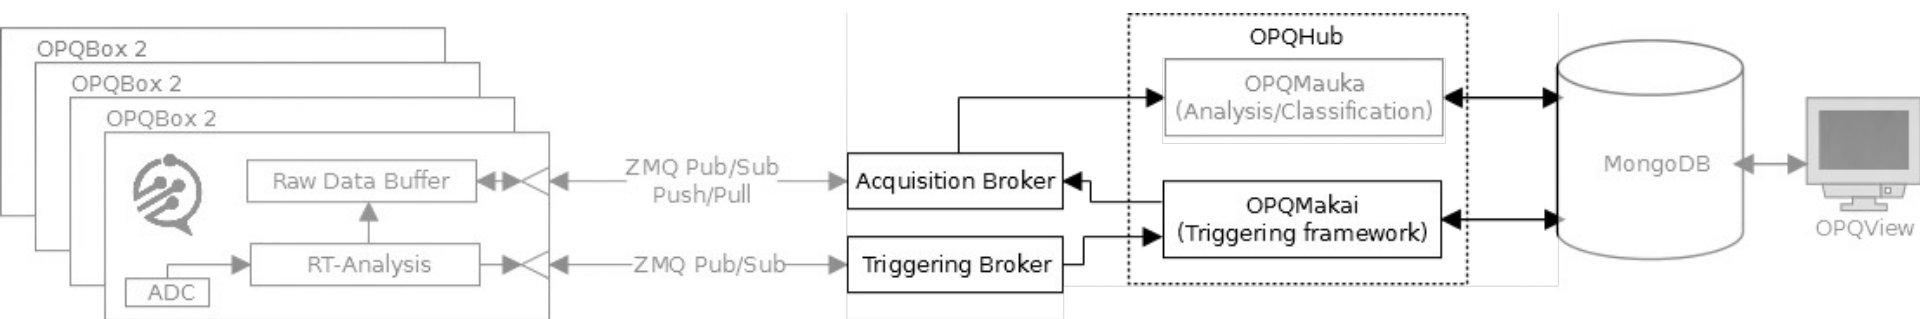 OPQBox 2
OPQBox 2
OPQBox 2
Raw Data Buffer
RT-Analysis
ADC
ZMQ Pub/Sub
Push/Pull
ZMQ Pub/Sub
Acquisition Broker
Triggering Broker
OPQHub
OPQMauka
(Analysis/Classification)
OPQMakai
(Triggering framework)
MongoDB
OPQView